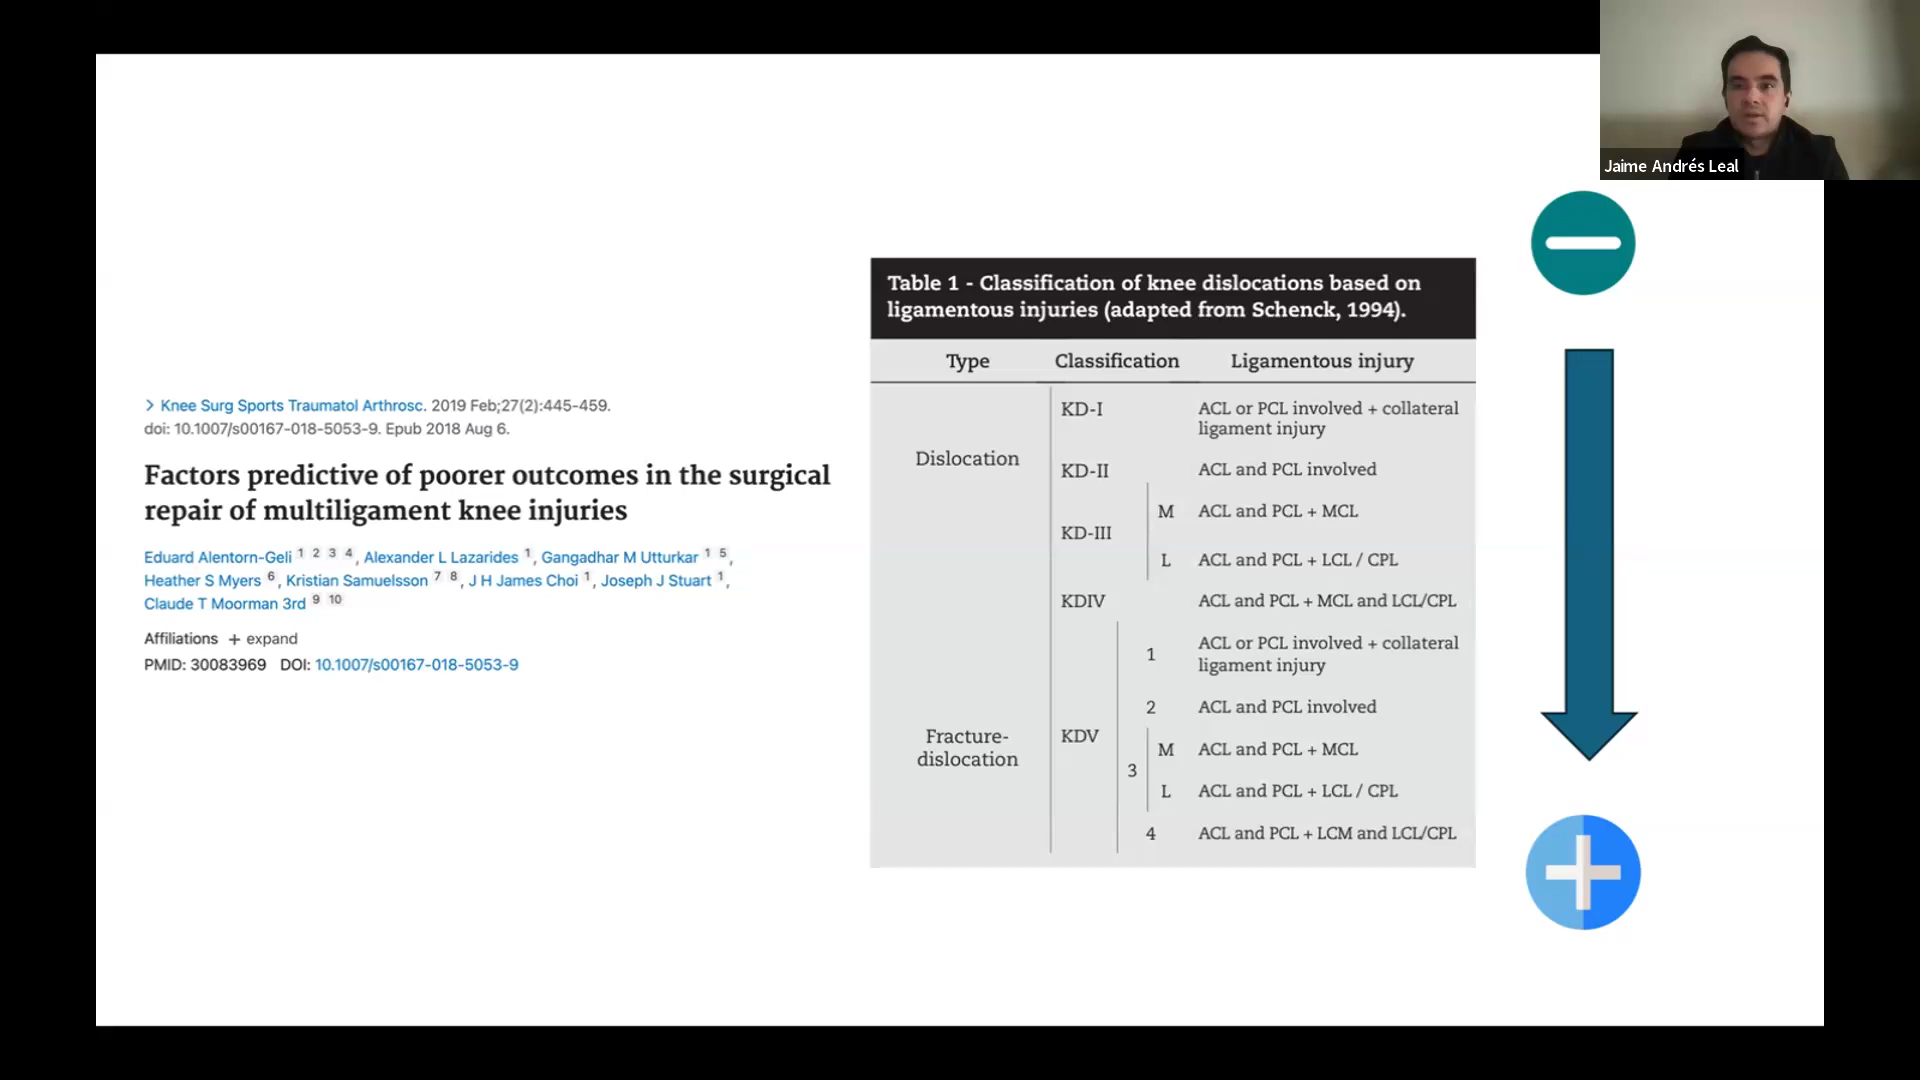 Jaime Andrés Leal
> Knee Surg Sports Traumatol Arthrosc. 2019 Feb;27(2):445-459.
doi: 10.1007/s00167-018-5053-9. Epub 2018 Aug 6.
Factors predictive of poorer outcomes in the surgical
repair of multiligament knee injuries
Eduard Alentorn-Geli 1 2 3 4, Alexander L Lazarides 1, Gangadhar M Utturkar 1 5,
Heather S Myers 6, Kristian Samuelsson 7 8, J H James Choi 1, Joseph J Stuart 1,
Claude T Moorman 3rd 9 10
Affiliations + expand
PMID: 30083969 DOI: 10.1007/s00167-018-5053-9
Table 1 - Classification of knee dislocations based on
ligamentous injuries (adapted from Schenck, 1994).
Type Classification Ligamentous injury
Dislocation
KD-I ACL or PCL involved + collateral
ligament injury
KD-II ACL and PCL involved
KD-III
M ACL and PCL + MCL
L ACL and PCL + LCL / CPL
KDIV ACL and PCL + MCL and LCL/CPL
Fracture-
dislocation
KDV
1 ACL or PCL involved + collateral
ligament injury
2 ACL and PCL involved
3
M ACL and PCL + MCL
L ACL and PCL + LCL / CPL
4 ACL and PCL + LCM and LCL/CPL